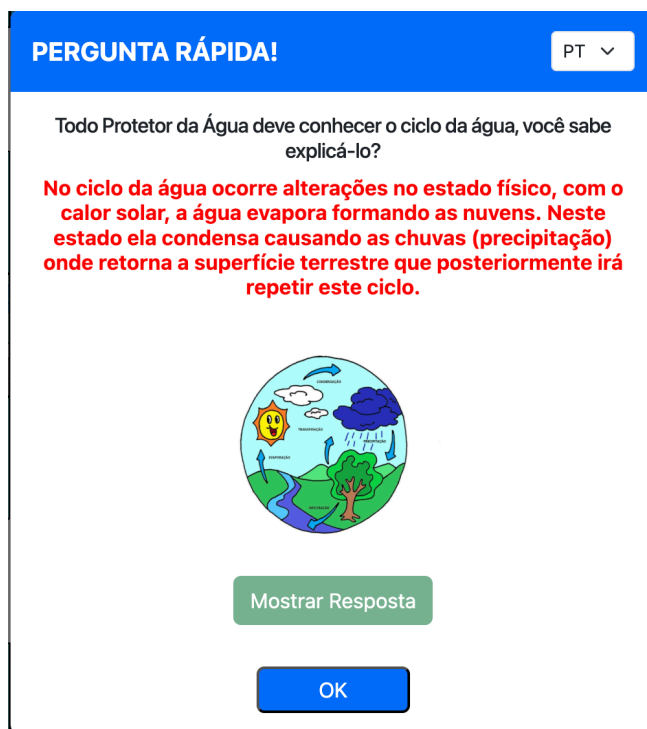 PERGUNTA RÁPIDA!
PT
Todo Protetor da Água deve conhecer o ciclo da água, você sabe
explicá-lo?
No ciclo da água ocorre alterações no estado físico, com o
calor solar, a água evapora formando as nuvens. Neste
estado ela condensa causando as chuvas (precipitação)
onde retorna a superfície terrestre que posteriormente irá
repetir este ciclo.
CONDENSAÇÃO
TRANSPIRAÇÃO
PRECIPITAÇÃO
EVAPORAÇÃO
INFILTRAÇÃO
Mostrar Resposta
OK